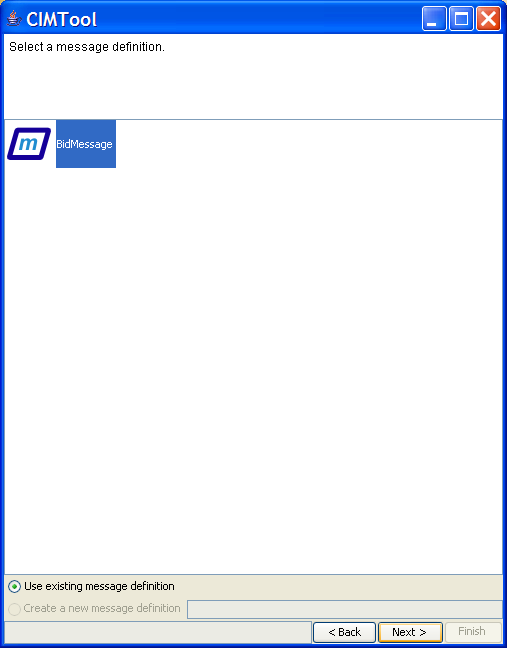 CIMTool
Select a message definition.
m
BidMessage
Use existing message definition
Create a new message definition
< Back
Next >
Finish